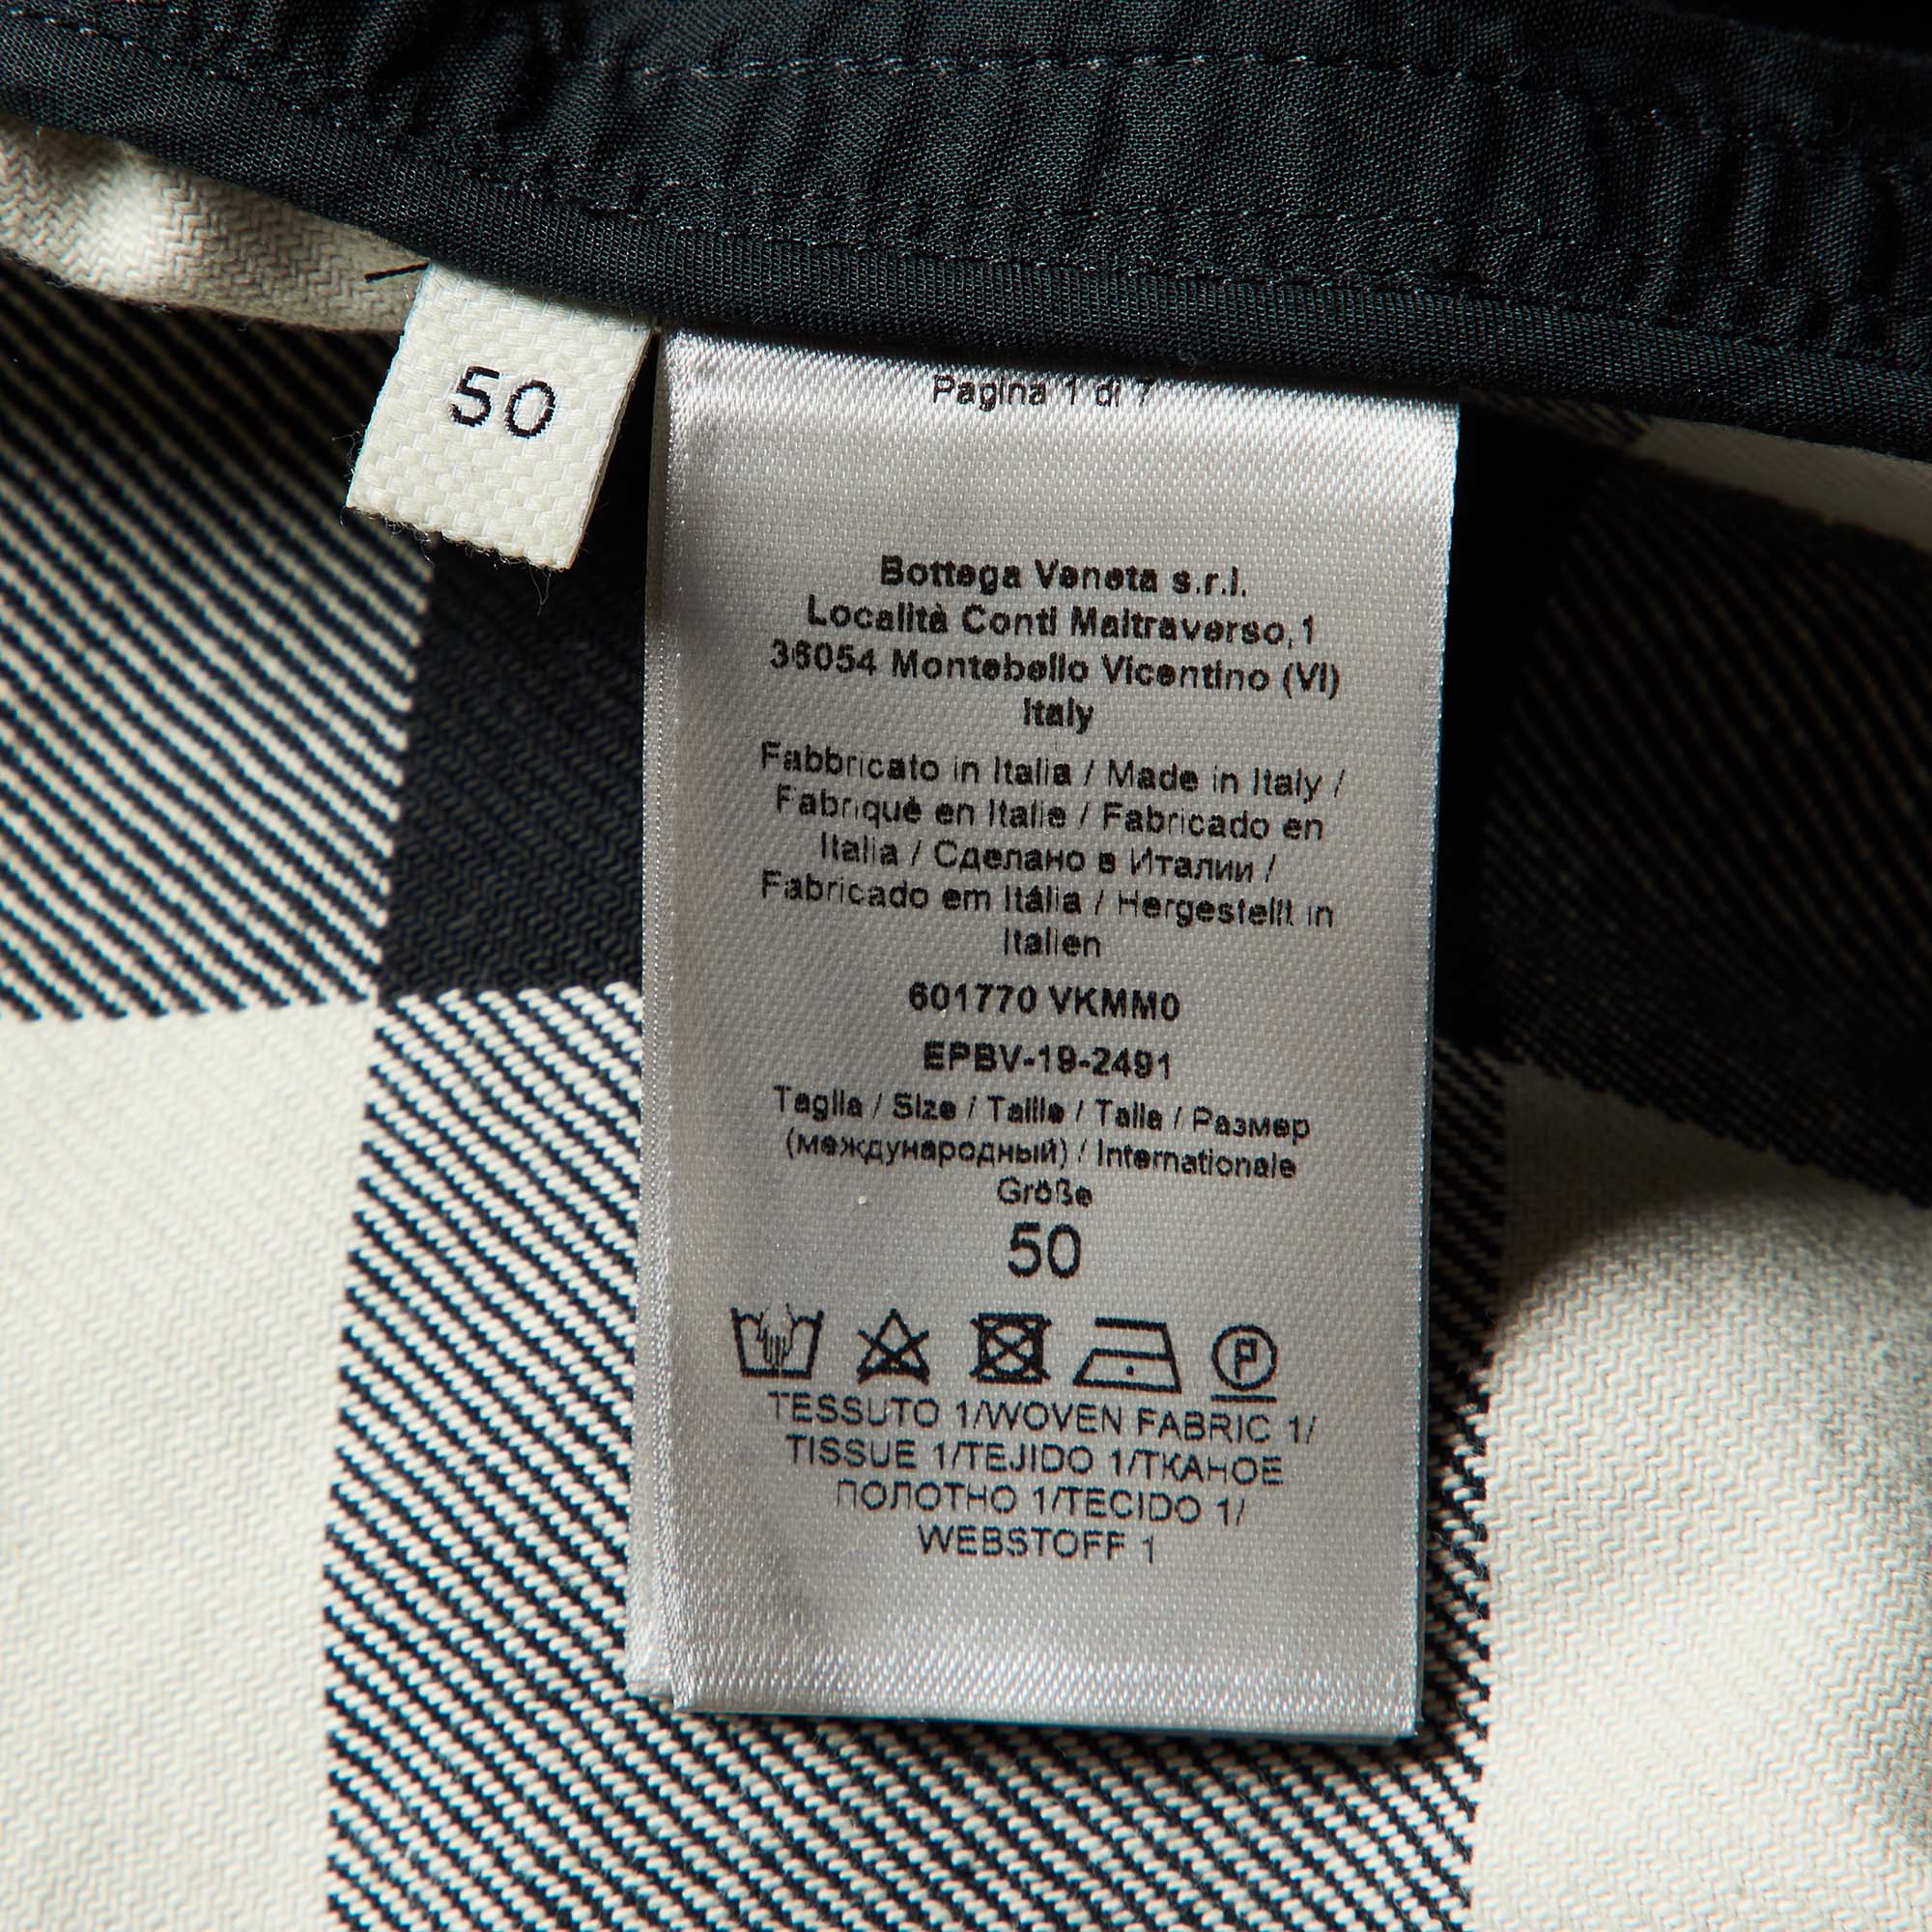 50
Pagina 1 di 7
Bottega Veneta s.r.l.
Località Conti Maltraverso,1
36054 Montebello Vicentino (VI)
Italy
Fabbricato in Italia / Made in Italy /
Fabriqué en Italie / Fabricado en
Italia / Сделано в Италии /
Fabricado em Itália / Hergestellt in
Italien
601770 VKMM0
EPBV-19-2491
Taglia / Size / Taille / Talla / Размер
(международный) / Internationale
Größe
50
P
TESSUTO 1/WOVEN FABRIC 1/
TISSUE 1/TEJIDO 1/ТКАНОЕ
ПОЛОТНО 1/TECIDO 1/
WEBSTOFF 1